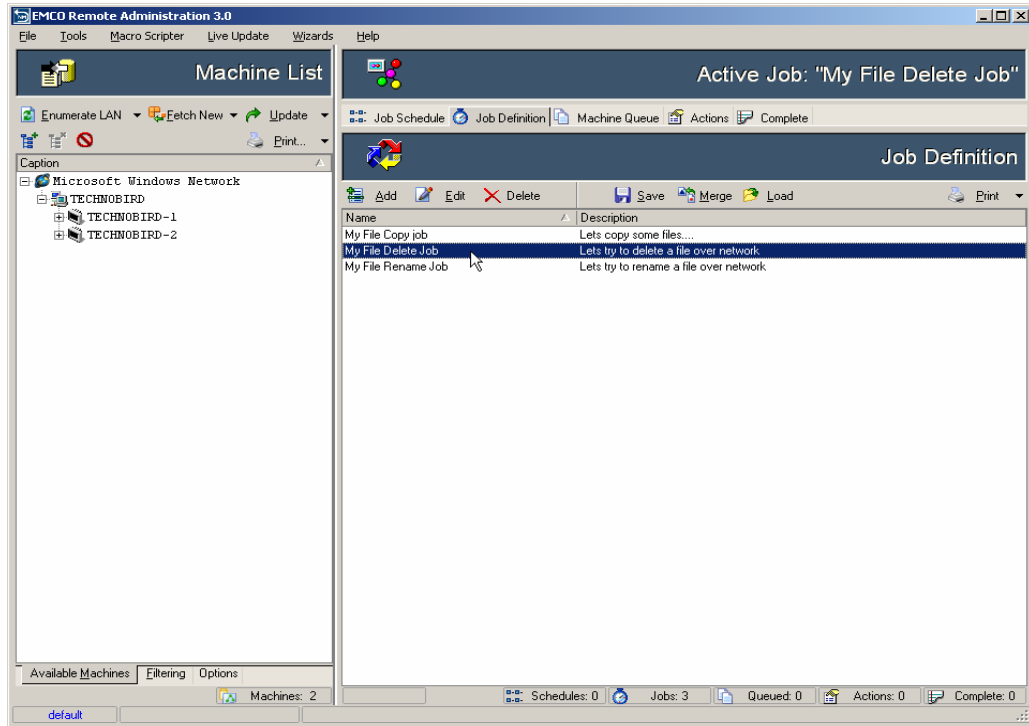 EMCO Remote Administration 3.0
File Tools Macro Scripter Live Update Wizards Help
Machine List
Active Job: "My File Delete Job"
Enumerate LAN Fetch New Update
Job Schedule Job Definition Machine Queue Actions Complete
Print...
Job Definition
Caption
Microsoft Windows Network
TECHNOBIRD
TECHNOBIRD-1
TECHNOBIRD-2
Add Edit Delete Save Merge Load Print
Name Description
My File Copy job Lets copy some files....
My File Delete Job Lets try to delete a file over network
My File Rename Job Lets try to rename a file over network
Available Machines Filtering Options
Machines: 2
Schedules: 0 Jobs: 3 Queued: 0 Actions: 0 Complete: 0
default